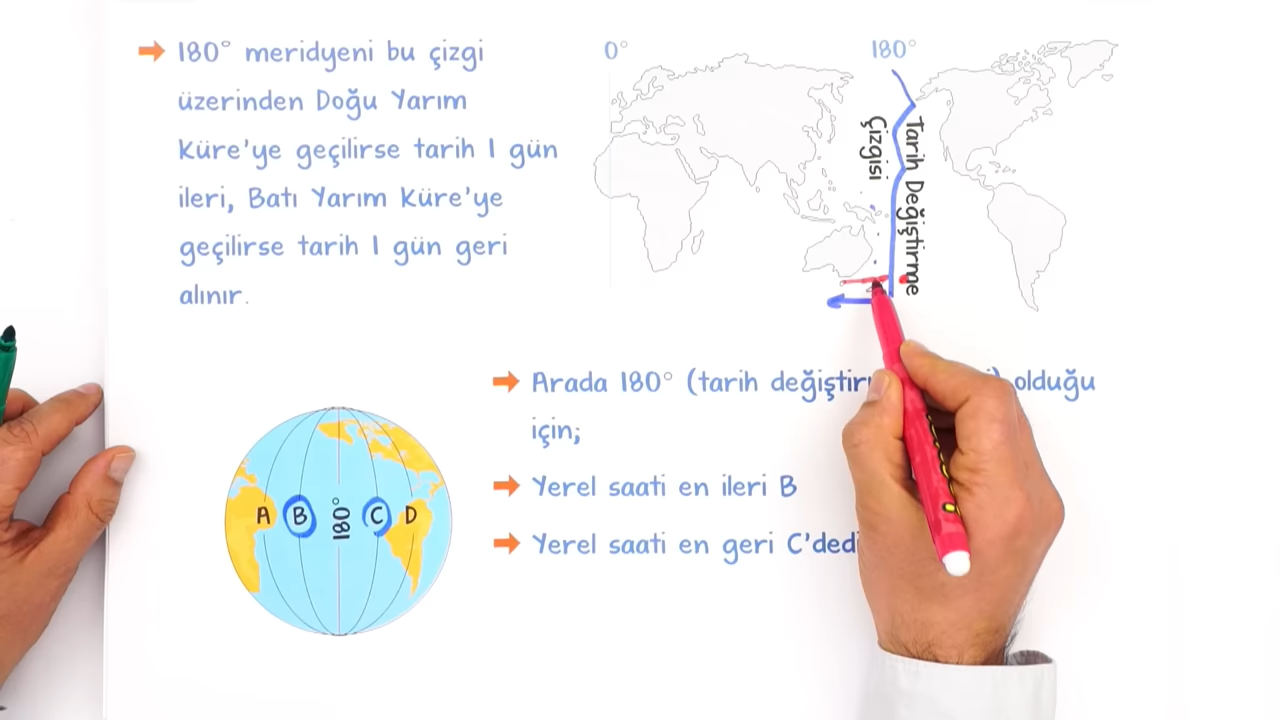 180° meridyeni bu çizgi
üzerinden Doğu Yarım
Küre'ye geçilirse tarih 1 gün
ileri, Batı Yarım Küre'ye
geçilirse tarih 1 gün geri
alınır.
0°
180°
Tarih Değiştirme
Çizgisi
Arada 180° (tarih olduğu
için;
Yerel saati en ileri B
Yerel saati en geri
A B 180° C D